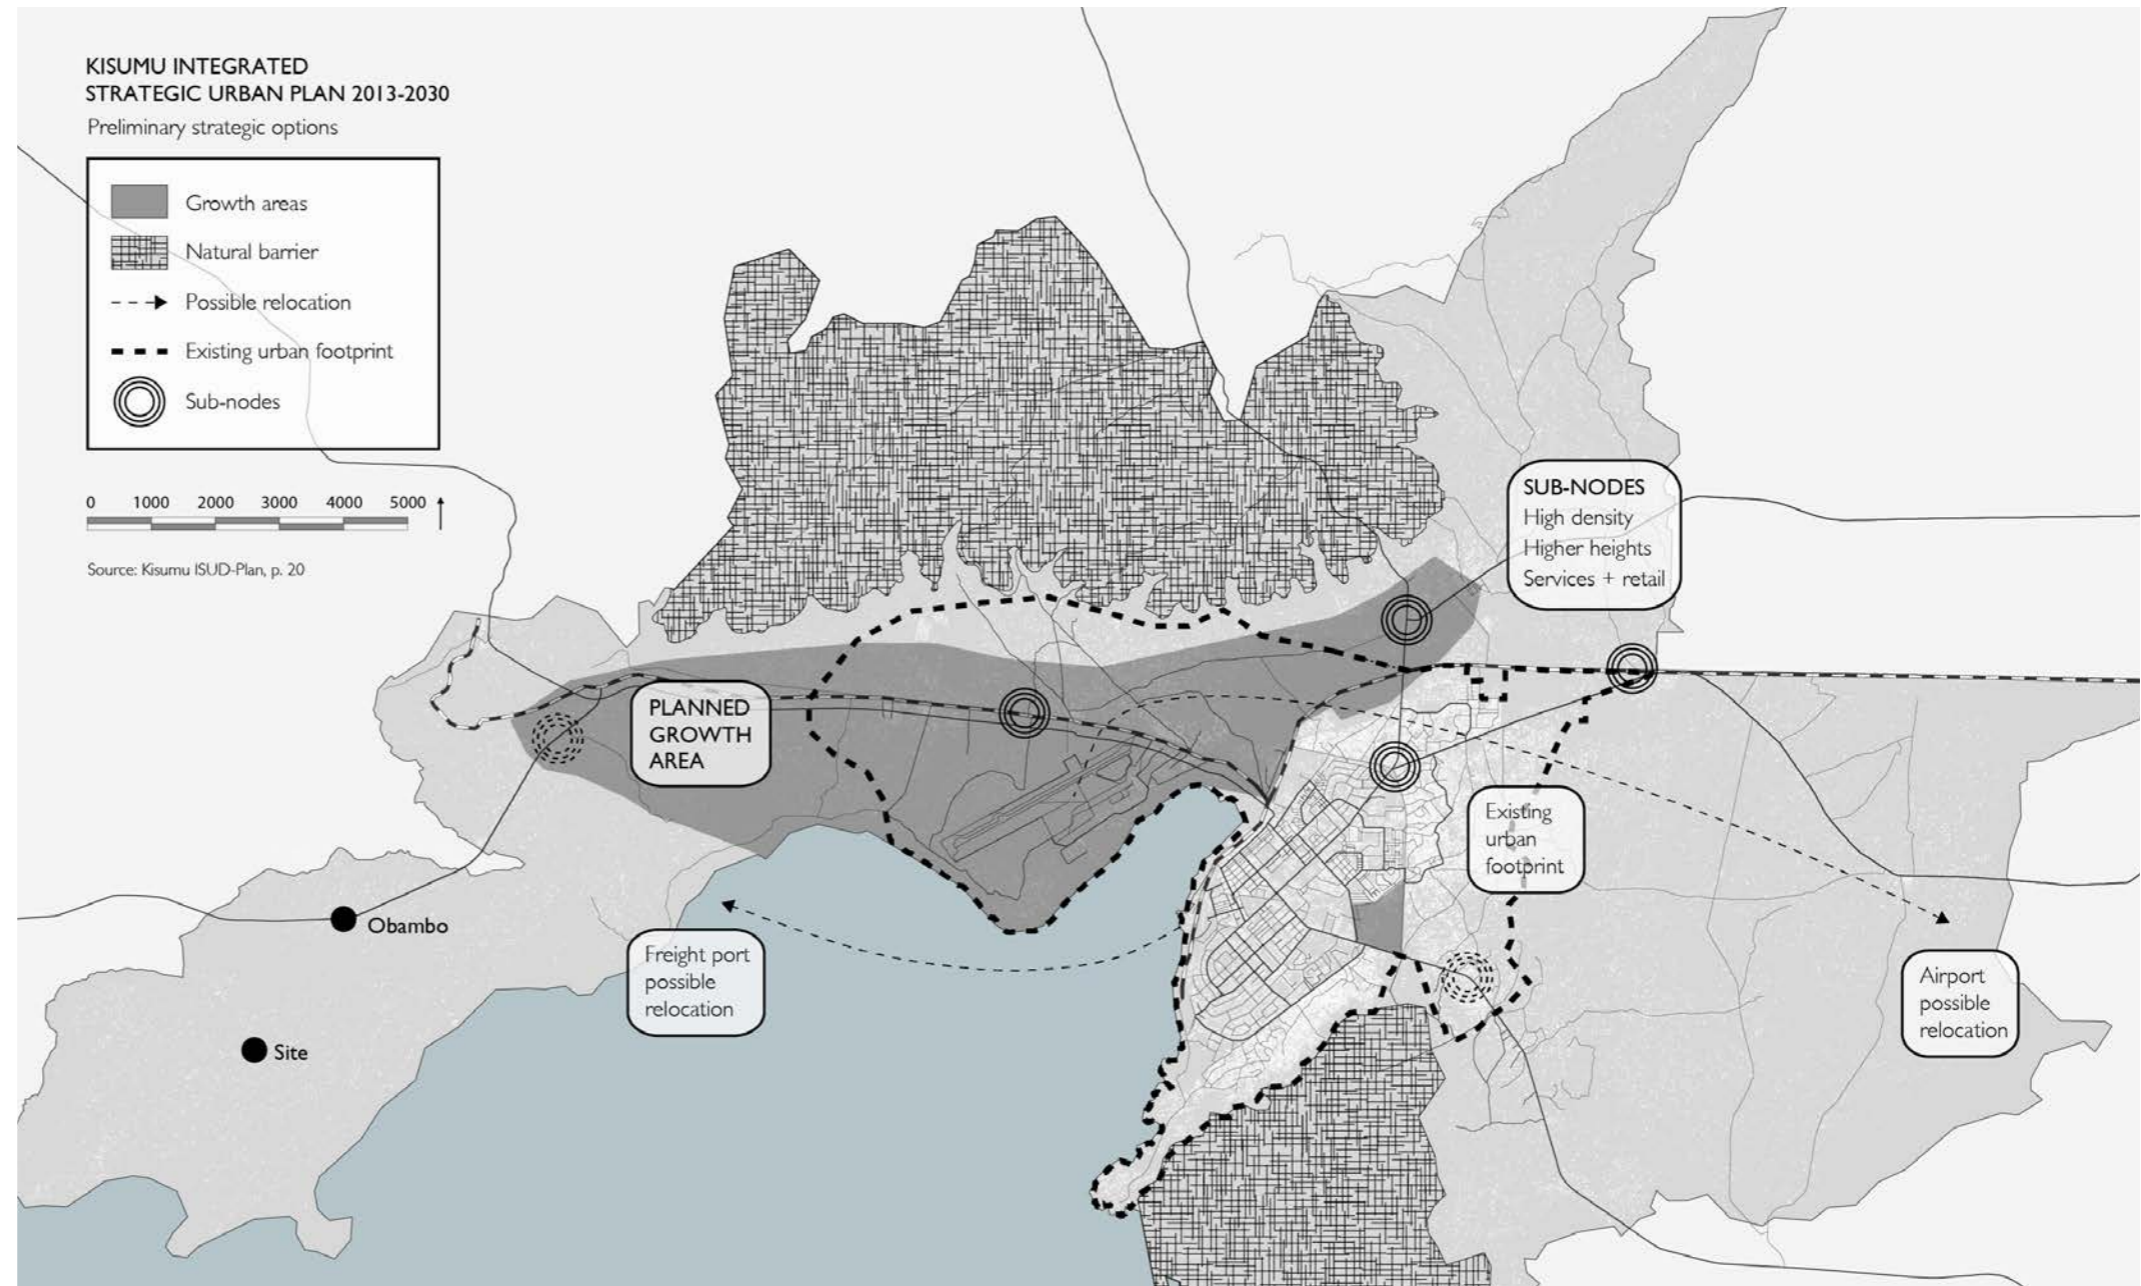 KISUMU INTEGRATED
STRATEGIC URBAN PLAN 2013-2030
Preliminary strategic options
Growth areas
Natural barrier
Possible relocation
Existing urban footprint
Sub-nodes
0 1000 2000 3000 4000 5000
Source: Kisumu ISUD-Plan, p. 20
SUB-NODES
High density
Higher heights
Services + retail
PLANNED
GROWTH
AREA
Existing
urban
footprint
Obambo
Freight port
possible
relocation
Airport
possible
relocation
Site